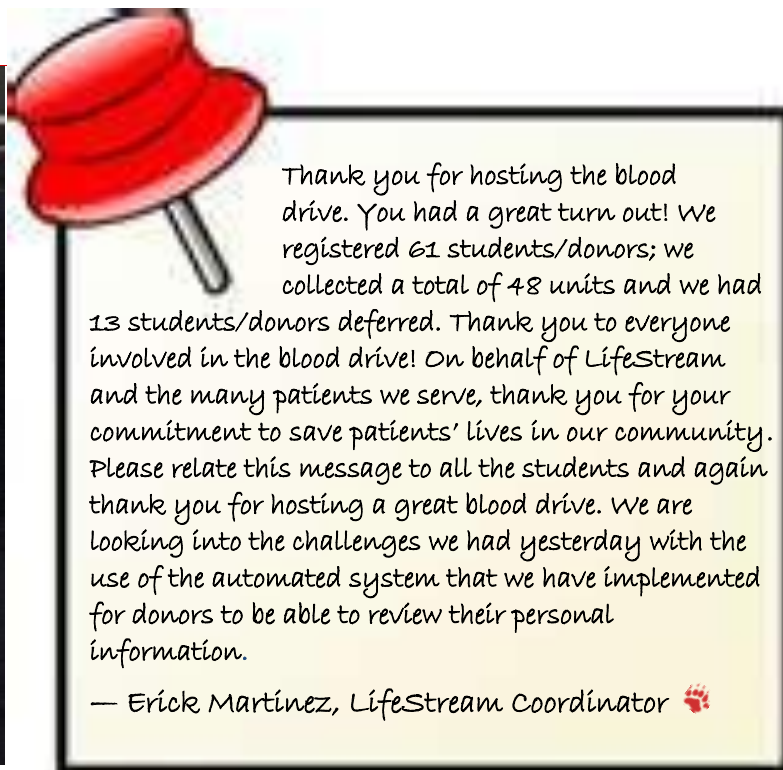 Thank you for hosting the blood
drive. You had a great turn out! We
registered 61 students/donors; we
collected a total of 48 units and we had
13 students/donors deferred. Thank you to everyone
involved in the blood drive! On behalf of LifeStream
and the many patients we serve, thank you for your
commitment to save patients' lives in our community.
Please relate this message to all the students and again
thank you for hosting a great blood drive. We are
looking into the challenges we had yesterday with the
use of the automated system that we have implemented
for donors to be able to review their personal
information.
— Erick Martinez, LifeStream Coordinator